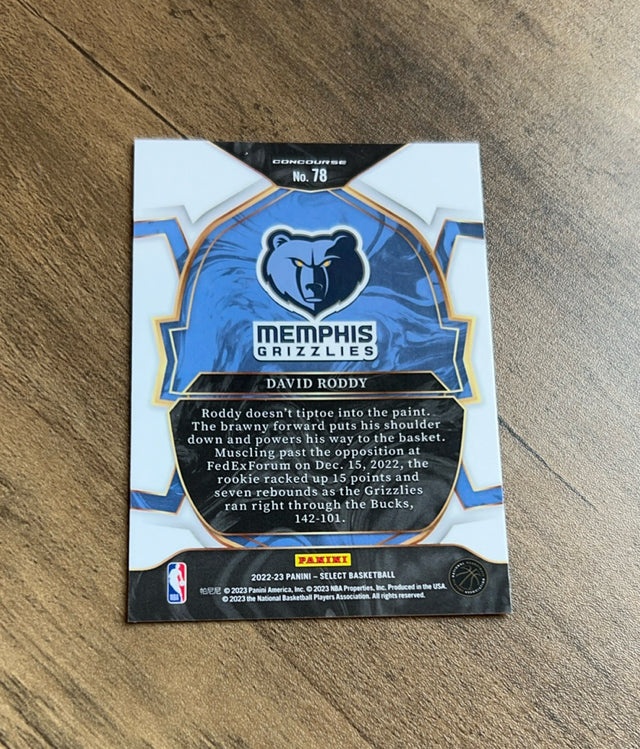 CONCOURSE
No. 78
MEMPHIS
GRIZZLIES
DAVID RODDY
Roddy doesn't tiptoe into the paint.
The brawny forward puts his shoulder
down and powers his way to the basket.
Muscling past the opposition at
FedExForum on Dec. 15, 2022, the
rookie racked up 15 points and
seven rebounds as the Grizzlies
ran right through the Bucks,
142-101.
PANINI
2022-23 PANINI – SELECT BASKETBALL
帕尼尼 © 2023 Panini America, Inc. © 2023 NBA Properties, Inc. Produced in the USA.
© 2023 the National Basketball Players Association. All rights reserved.
NBA